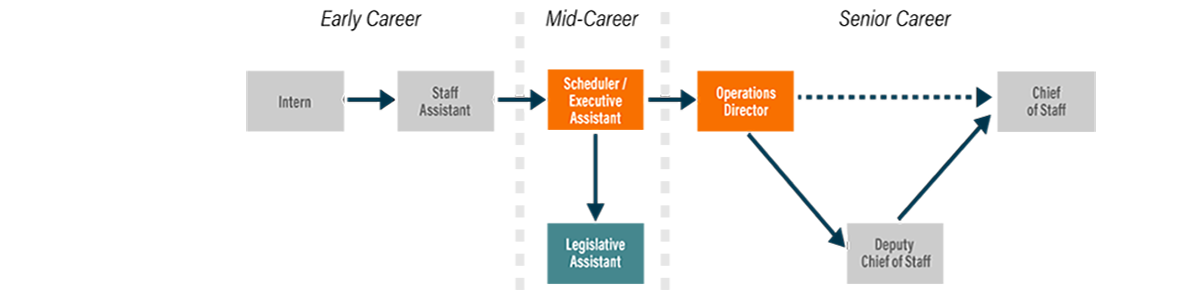 Early Career
Mid-Career
Senior Career
Intern
Staff
Assistant
Scheduler /
Executive
Assistant
Operations
Director
Chief
of Staff
Legislative
Assistant
Deputy
Chief of Staff